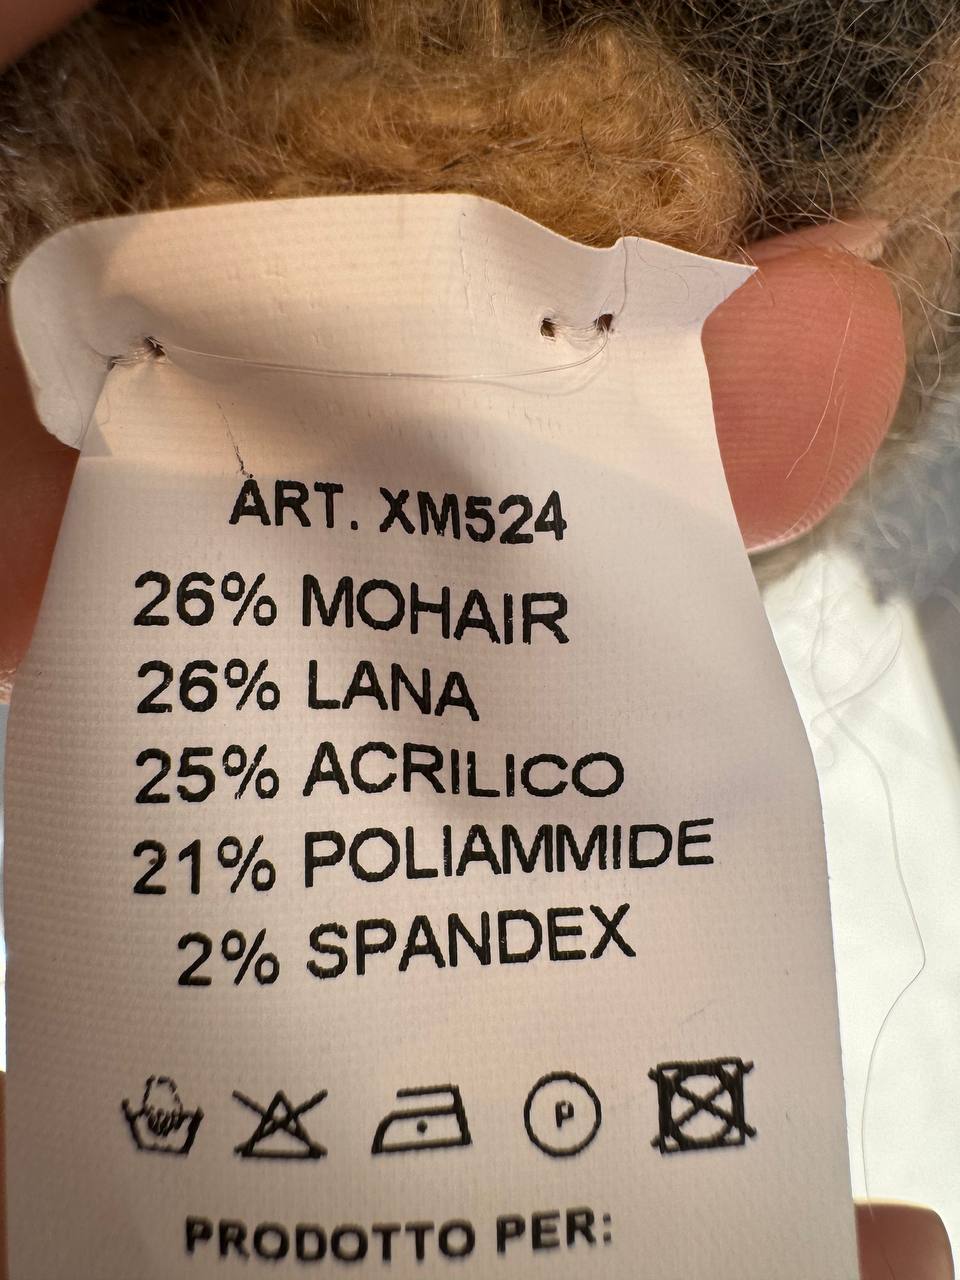 ART. XM524
26% MOHAIR
26% LANA
25% ACRILICO
21% POLIAMMIDE
2% SPANDEX
P
PRODOTTO PER: